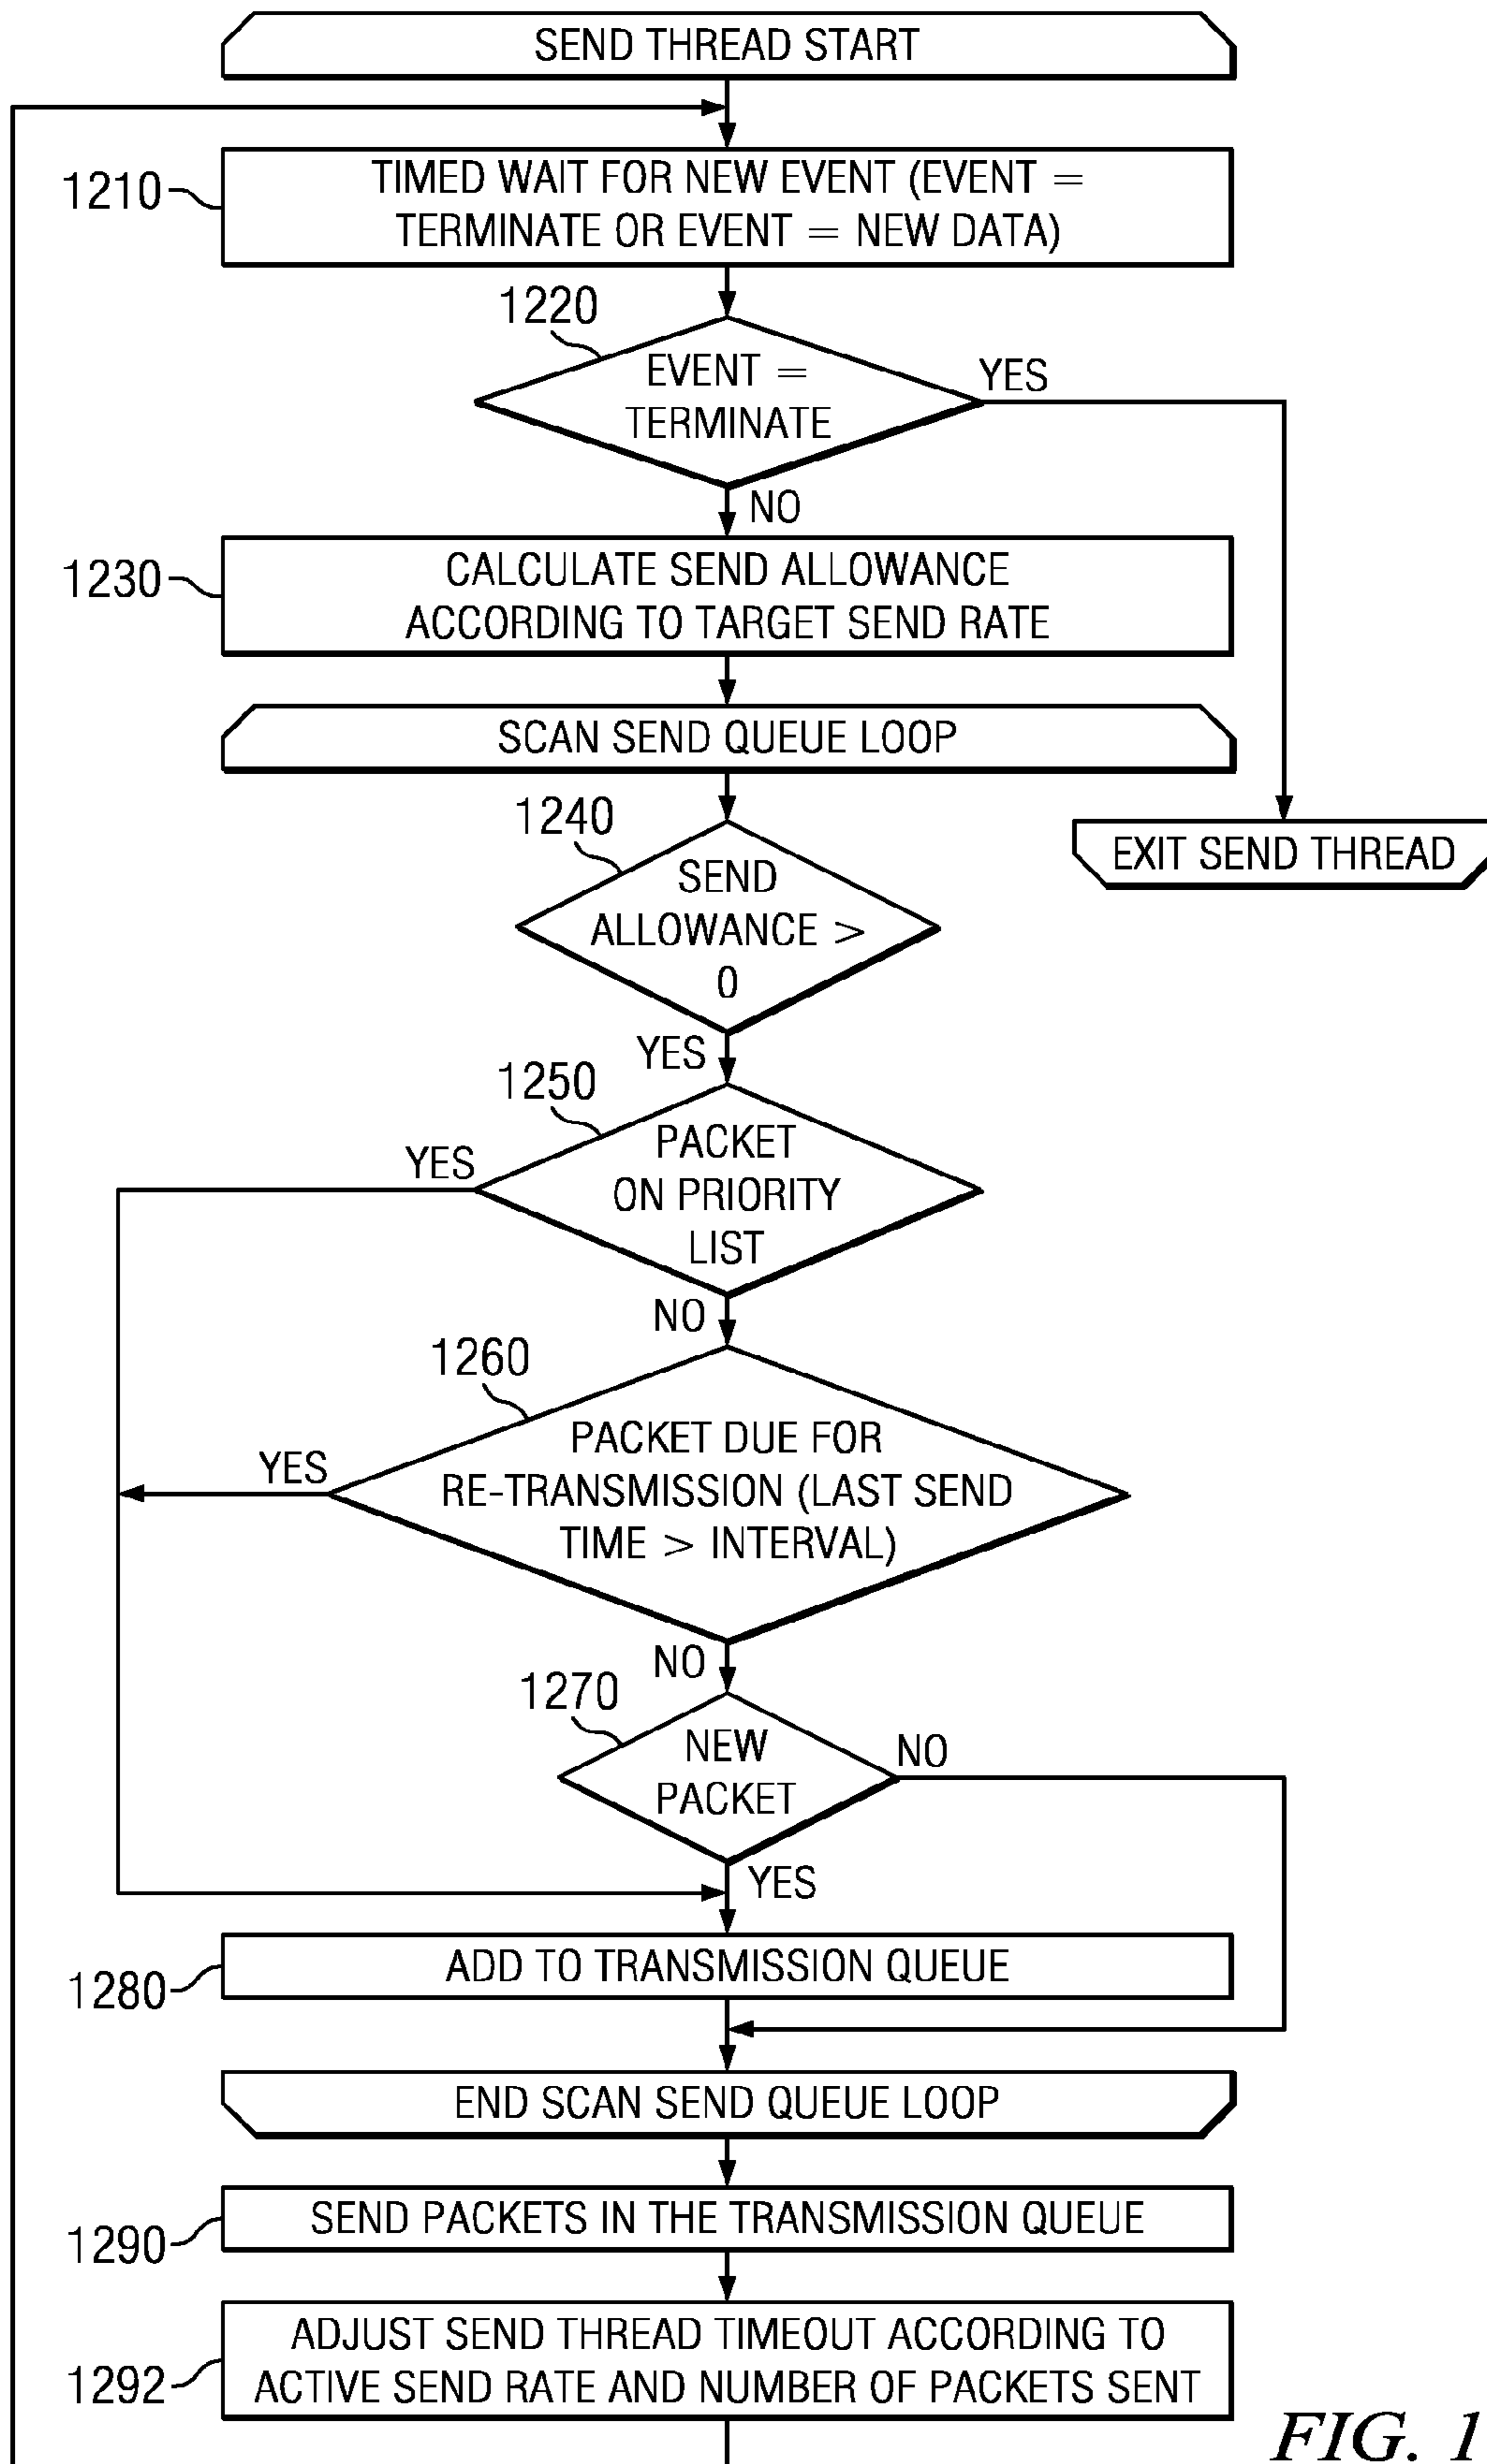 SEND THREAD START
1210
TIMED WAIT FOR NEW EVENT (EVENT =
TERMINATE OR EVENT = NEW DATA)
1220
EVENT =
TERMINATE
YES
NO
1230
CALCULATE SEND ALLOWANCE
ACCORDING TO TARGET SEND RATE
SCAN SEND QUEUE LOOP
1240
SEND
ALLOWANCE >
0
EXIT SEND THREAD
YES
1250
PACKET
ON PRIORITY
LIST
YES
NO
1260
PACKET DUE FOR
RE-TRANSMISSION (LAST SEND
TIME > INTERVAL)
YES
NO
1270
NEW
PACKET
NO
YES
1280
ADD TO TRANSMISSION QUEUE
END SCAN SEND QUEUE LOOP
1290
SEND PACKETS IN THE TRANSMISSION QUEUE
1292
ADJUST SEND THREAD TIMEOUT ACCORDING TO
ACTIVE SEND RATE AND NUMBER OF PACKETS SENT
FIG. 1